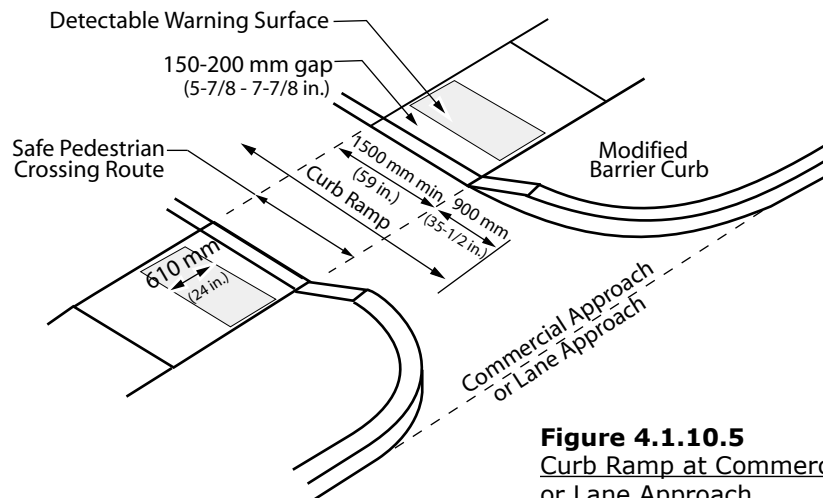 Detectable Warning Surface
150-200 mm gap
(5-7/8 - 7-7/8 in.)
Safe Pedestrian
Crossing Route
1500 mm min.
(59 in.)
Curb Ramp
900 mm
(35-1/2 in.)
Modified
Barrier Curb
610 mm
(24 in.)
Commercial Approach
or Lane Approach
Figure 4.1.10.5
Curb Ramp at Commerc
or Lane Approach